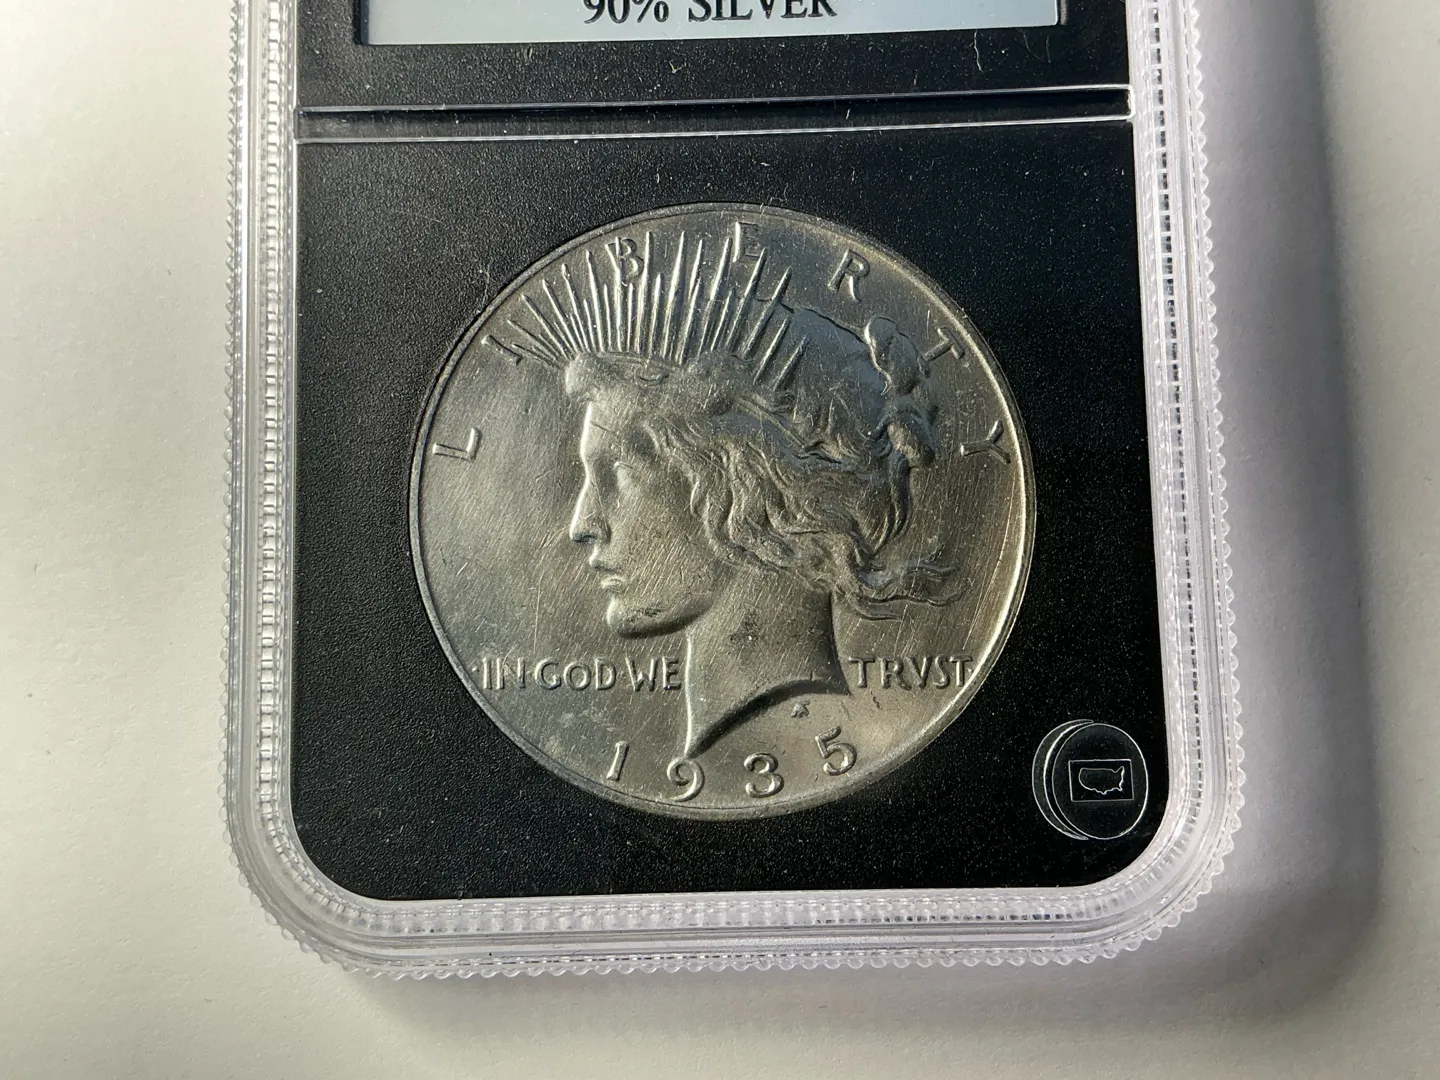 90% SILVER
LIBERTY
IN GOD WE TRVST
1935